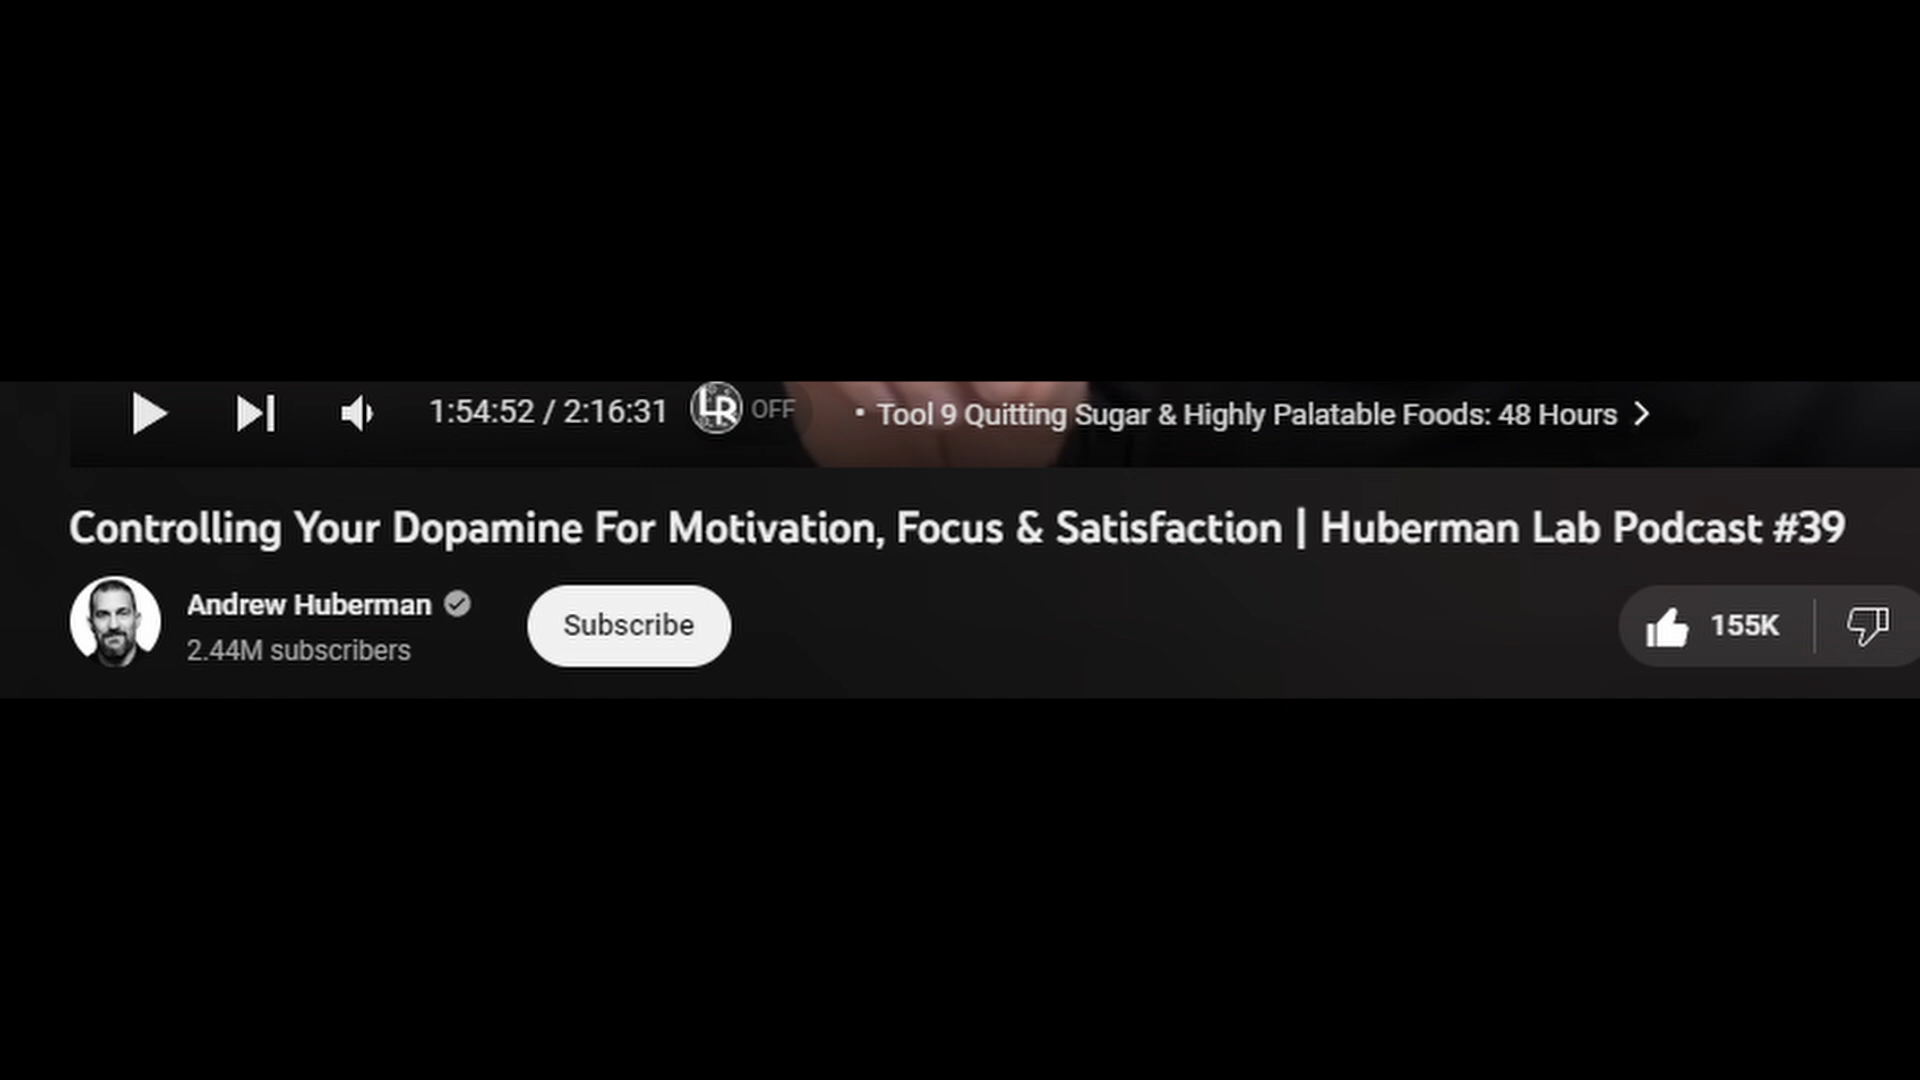 1:54:52 / 2:16:31 LR OFF • Tool 9 Quitting Sugar & Highly Palatable Foods: 48 Hours
Controlling Your Dopamine For Motivation, Focus & Satisfaction | Huberman Lab Podcast #39
Andrew Huberman
2.44M subscribers
Subscribe
155K